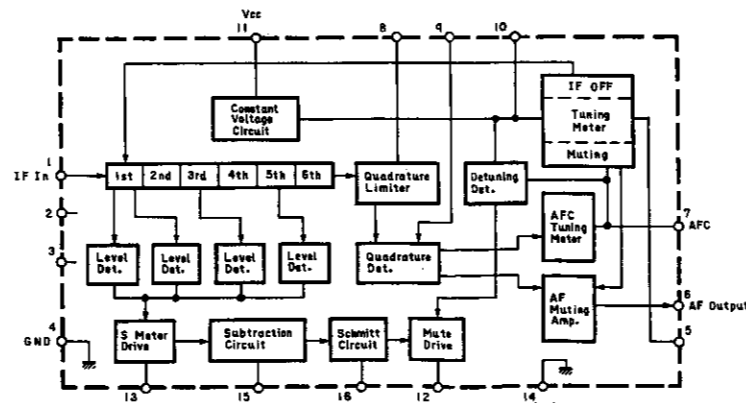 Vcc
11
8
9
10
Constant
Voltage
Circuit
IF OFF
Tuning
Meter
Muting
1
IF In
1st 2nd 3rd 4th 5th 6th
Quadrature
Limiter
Detuning
Det.
2
3
Level
Det.
Level
Det.
Level
Det.
Level
Det.
Quadrature
Det.
AFC
Tuning
Meter
7
AFC
AF
Muting
Amp.
6
AF Output
5
4
GND
S Meter
Drive
Subtraction
Circuit
Schmitt
Circuit
Mute
Drive
13
15
16
12
14